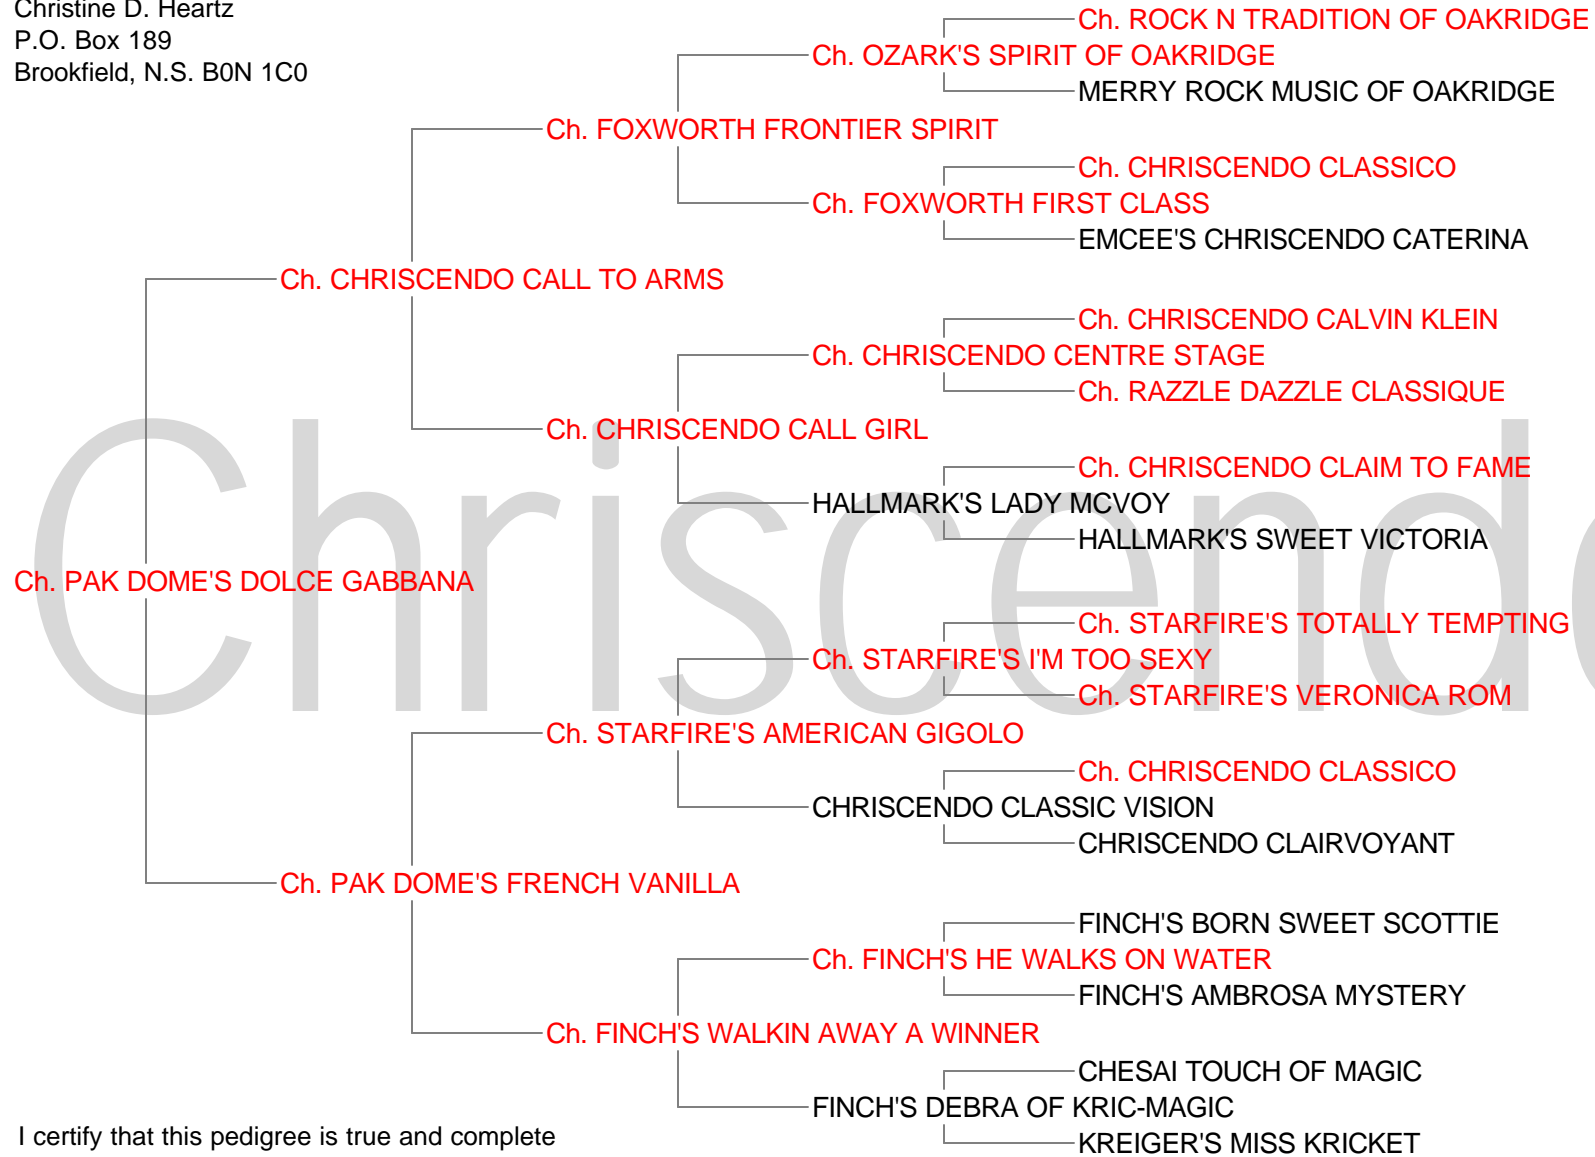 Christine D. Heartz
P.O. Box 189
Brookfield, N.S. B0N 1C0
Ch. ROCK N TRADITION OF OAKRIDGE
Ch. OZARK'S SPIRIT OF OAKRIDGE
MERRY ROCK MUSIC OF OAKRIDGE
Ch. FOXWORTH FRONTIER SPIRIT
Ch. CHRISCENDO CLASSICO
Ch. FOXWORTH FIRST CLASS
EMCEE'S CHRISCENDO CATERINA
Ch. CHRISCENDO CALL TO ARMS
Ch. CHRISCENDO CALVIN KLEIN
Ch. CHRISCENDO CENTRE STAGE
Ch. RAZZLE DAZZLE CLASSIQUE
Ch. CHRISCENDO CALL GIRL
Ch. CHRISCENDO CLAIM TO FAME
HALLMARK'S LADY MCVOY
HALLMARK'S SWEET VICTORIA
Chriscendo
Ch. PAK DOME'S DOLCE GABBANA
Ch. STARFIRE'S TOTALLY TEMPTING
Ch. STARFIRE'S I'M TOO SEXY
Ch. STARFIRE'S VERONICA ROM
Ch. STARFIRE'S AMERICAN GIGOLO
Ch. CHRISCENDO CLASSICO
CHRISCENDO CLASSIC VISION
CHRISCENDO CLAIRVOYANT
Ch. PAK DOME'S FRENCH VANILLA
FINCH'S BORN SWEET SCOTTIE
Ch. FINCH'S HE WALKS ON WATER
FINCH'S AMBROSA MYSTERY
Ch. FINCH'S WALKIN AWAY A WINNER
CHESAI TOUCH OF MAGIC
FINCH'S DEBRA OF KRIC-MAGIC
KREIGER'S MISS KRICKET
I certify that this pedigree is true and complete